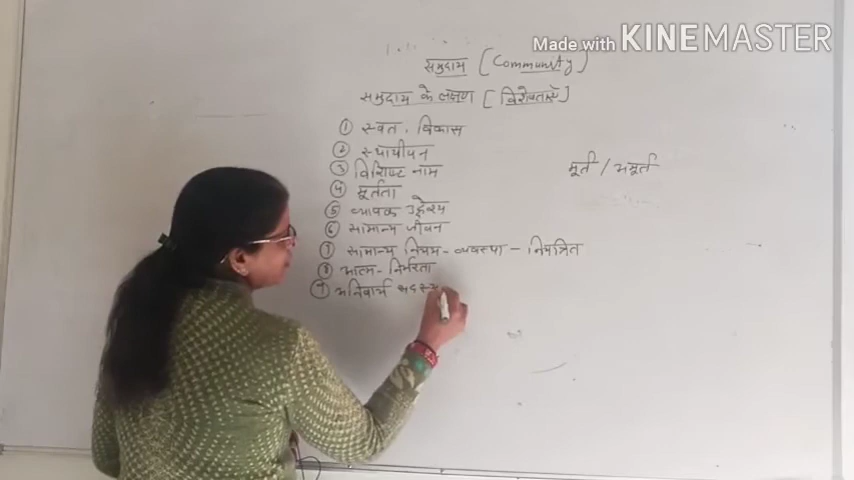 Made with KINEMASTER
समुदाय [Community]
समुदाय के लक्षण [विशेषताएँ]
① स्वत: विकास
② स्थायीपन
③ विशिष्ट नाम
④ मूर्तता
मूर्त / अमूर्त
⑤ व्यापक उद्देश्य
⑥ सामान्य जीवन
⑦ सामान्य नियम - व्यवस्था - नियंत्रित
⑧ आत्म - निर्भरता
⑨ अनिवार्य सदस्य